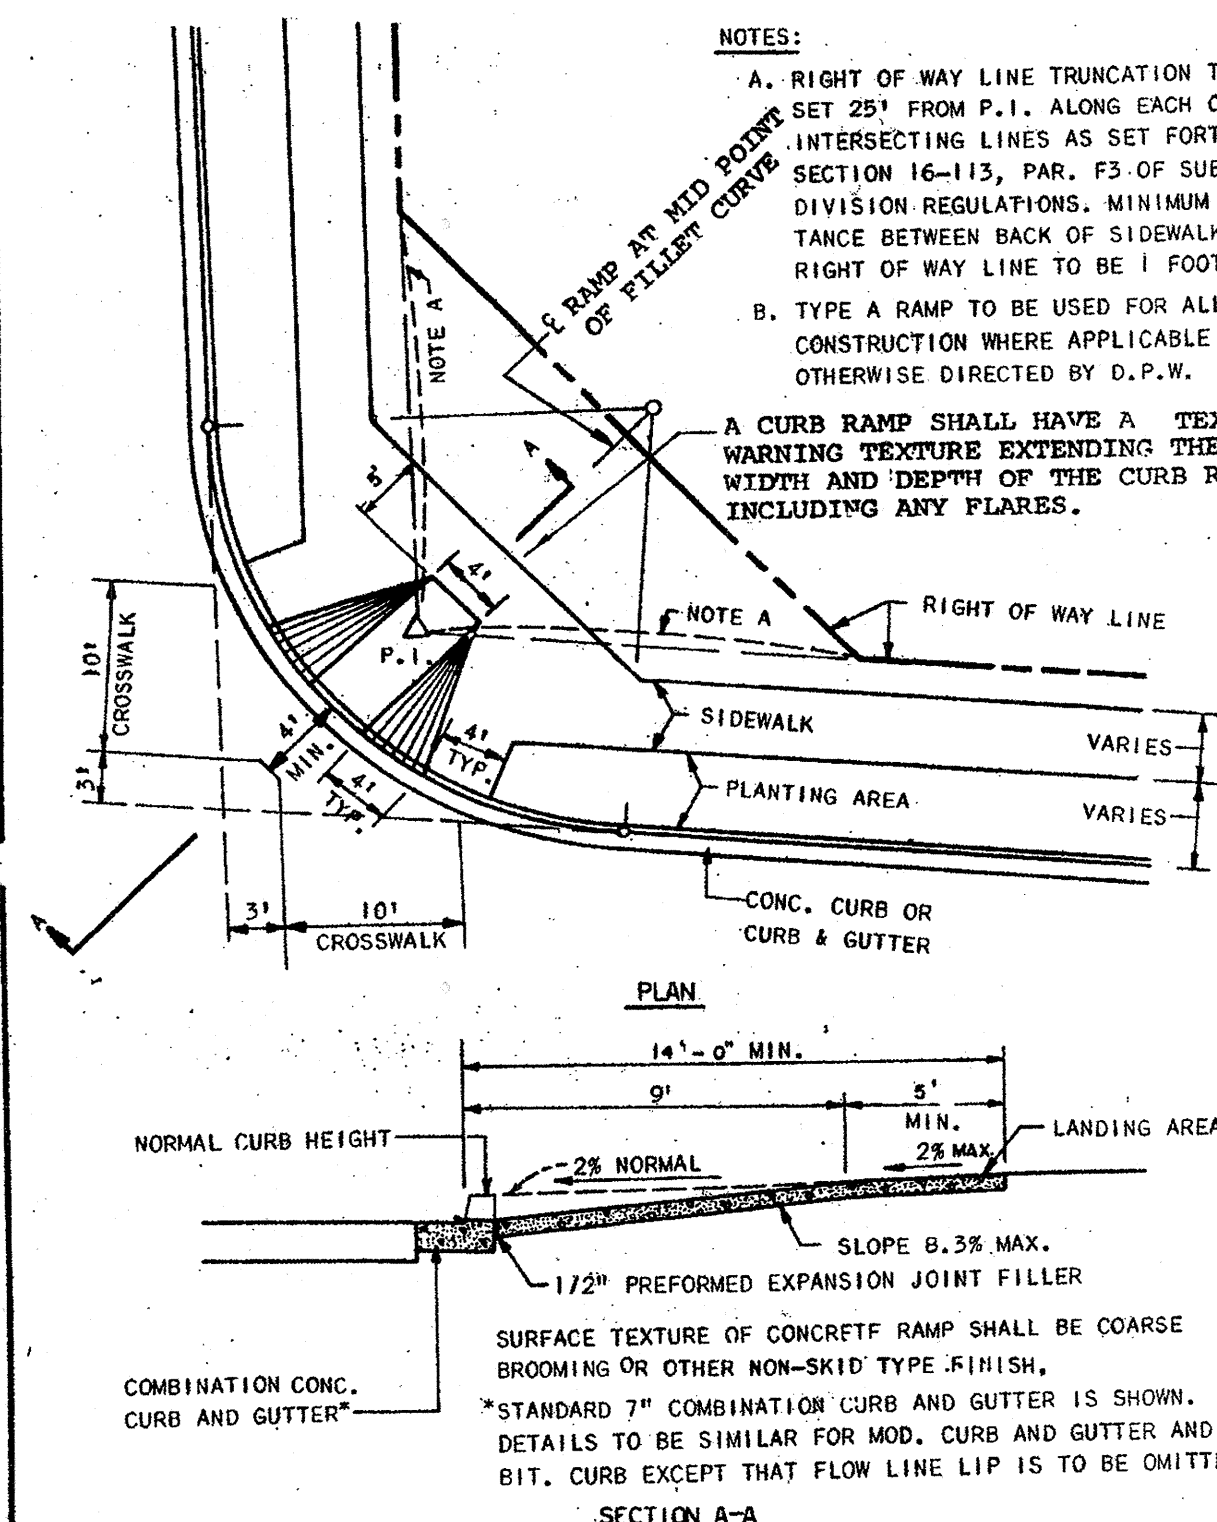 NOTES:
A. RIGHT OF WAY LINE TRUNCATION T
SET 25' FROM P.I. ALONG EACH O
INTERSECTING LINES AS SET FORT
SECTION 16-113, PAR. F3 OF SUB
DIVISION REGULATIONS. MINIMUM
TANCE BETWEEN BACK OF SIDEWALK
RIGHT OF WAY LINE TO BE 1 FOOT
B. TYPE A RAMP TO BE USED FOR ALL
CONSTRUCTION WHERE APPLICABLE
OTHERWISE DIRECTED BY D.P.W.
A CURB RAMP SHALL HAVE A TEX
WARNING TEXTURE EXTENDING THE
WIDTH AND DEPTH OF THE CURB R
INCLUDING ANY FLARES.
℄ RAMP AT MID POINT
OF FILLET CURVE
NOTE A
A
5'
4'
NOTE A
RIGHT OF WAY LINE
P.I.
10'
CROSSWALK
3'
4'
MIN.
4'
TYP.
4'
TYP.
SIDEWALK
PLANTING AREA
VARIES
VARIES
CONC. CURB OR
CURB & GUTTER
A
3'
10'
CROSSWALK
PLAN
14'-0" MIN.
9'
5'
MIN.
LANDING AREA
NORMAL CURB HEIGHT
2% NORMAL
2% MAX.
SLOPE 8.3% MAX.
1/2" PREFORMED EXPANSION JOINT FILLER
SURFACE TEXTURE OF CONCRETE RAMP SHALL BE COARSE
BROOMING OR OTHER NON-SKID TYPE FINISH.
COMBINATION CONC.
CURB AND GUTTER*
*STANDARD 7" COMBINATION CURB AND GUTTER IS SHOWN.
DETAILS TO BE SIMILAR FOR MOD. CURB AND GUTTER AND
BIT. CURB EXCEPT THAT FLOW LINE LIP IS TO BE OMITT
SECTION A-A